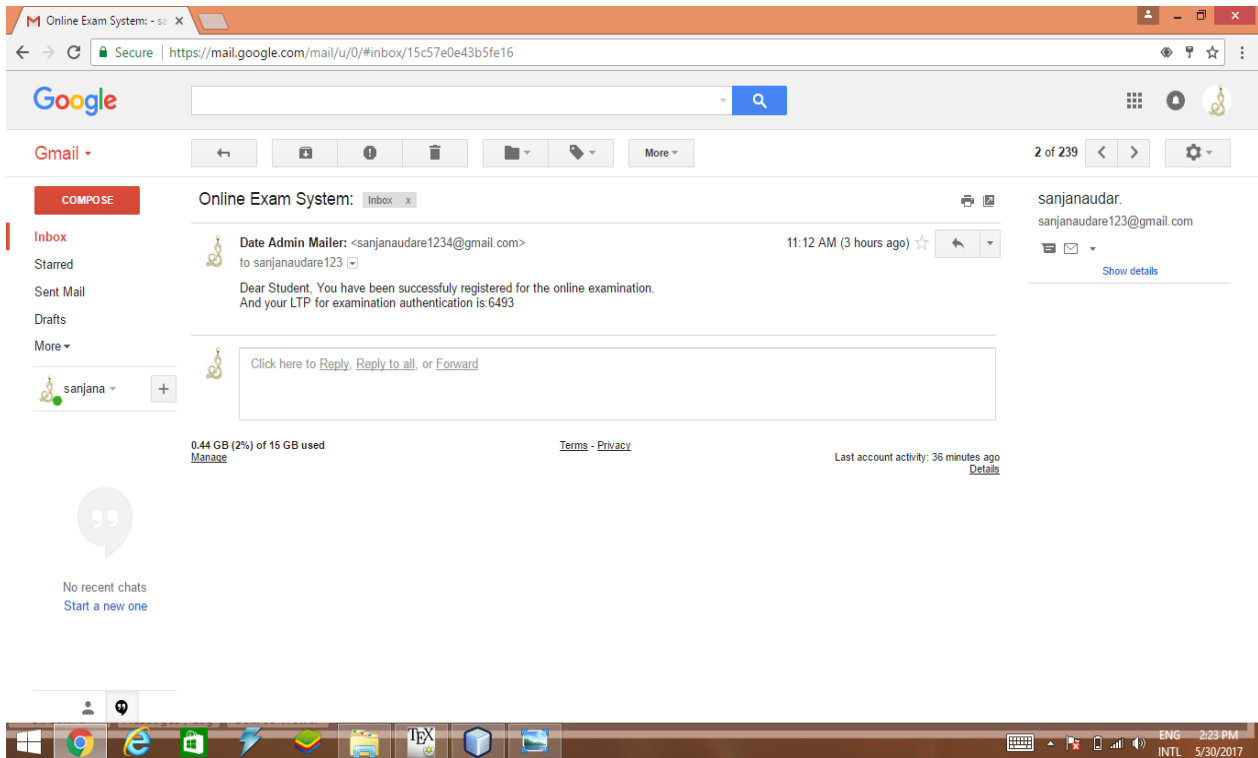 Online Exam System: - sa
Secure | https://mail.google.com/mail/u/0/#inbox/15c57e0e43b5fe16
Google
Gmail
More
2 of 239
COMPOSE
Inbox
Starred
Sent Mail
Drafts
More
sanjana
No recent chats
Start a new one
Online Exam System: Inbox x
Date Admin Mailer: <sanjanaudare1234@gmail.com>
11:12 AM (3 hours ago)
to sanjanaudare123
Dear Student, You have been successfuly registered for the online examination.
And your LTP for examination authentication is:6493
Click here to Reply, Reply to all, or Forward
0.44 GB (2%) of 15 GB used
Manage
Terms - Privacy
Last account activity: 36 minutes ago
Details
sanjanaudar.
sanjanaudare123@gmail.com
Show details
TEX
ENG 2:23 PM
INTL 5/30/2017